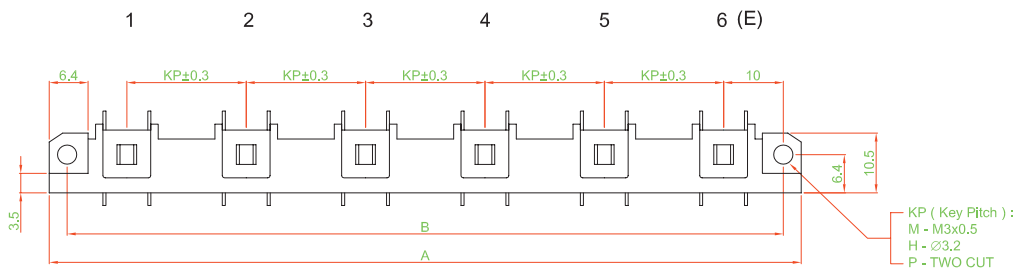 1 2 3 4 5 6 (E)
6.4 KP±0.3 KP±0.3 KP±0.3 KP±0.3 KP±0.3 10
3.5
6.4
10.5
B
A
KP ( Key Pitch ) :
M - M3x0.5
H - ∅3.2
P - TWO CUT